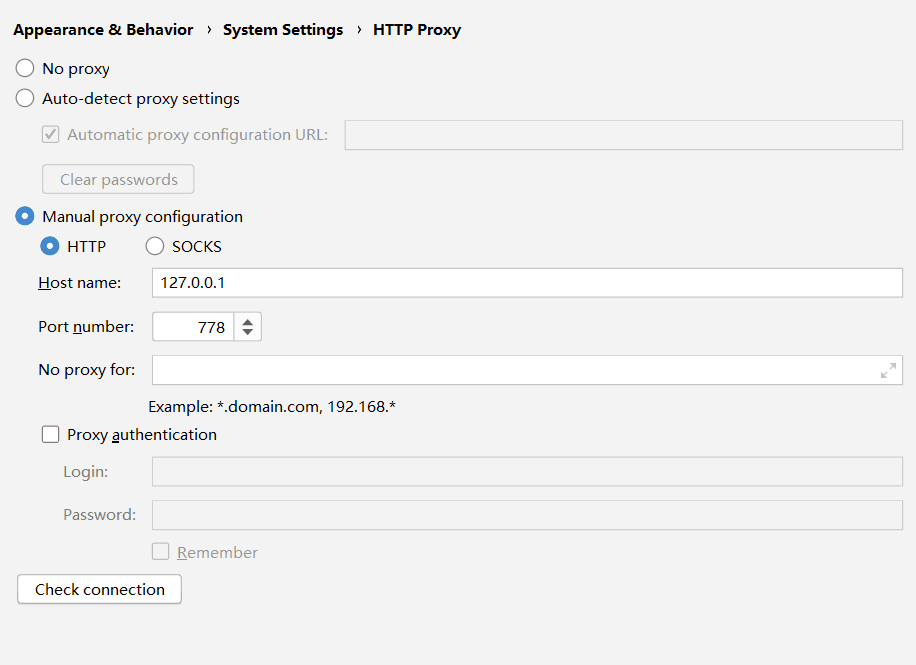 Appearance & Behavior › System Settings › HTTP Proxy
No proxy
Auto-detect proxy settings
Automatic proxy configuration URL:
Clear passwords
Manual proxy configuration
HTTP SOCKS
Host name: 127.0.0.1
Port number: 778
No proxy for:
Example: *.domain.com, 192.168.*
Proxy authentication
Login:
Password:
Remember
Check connection